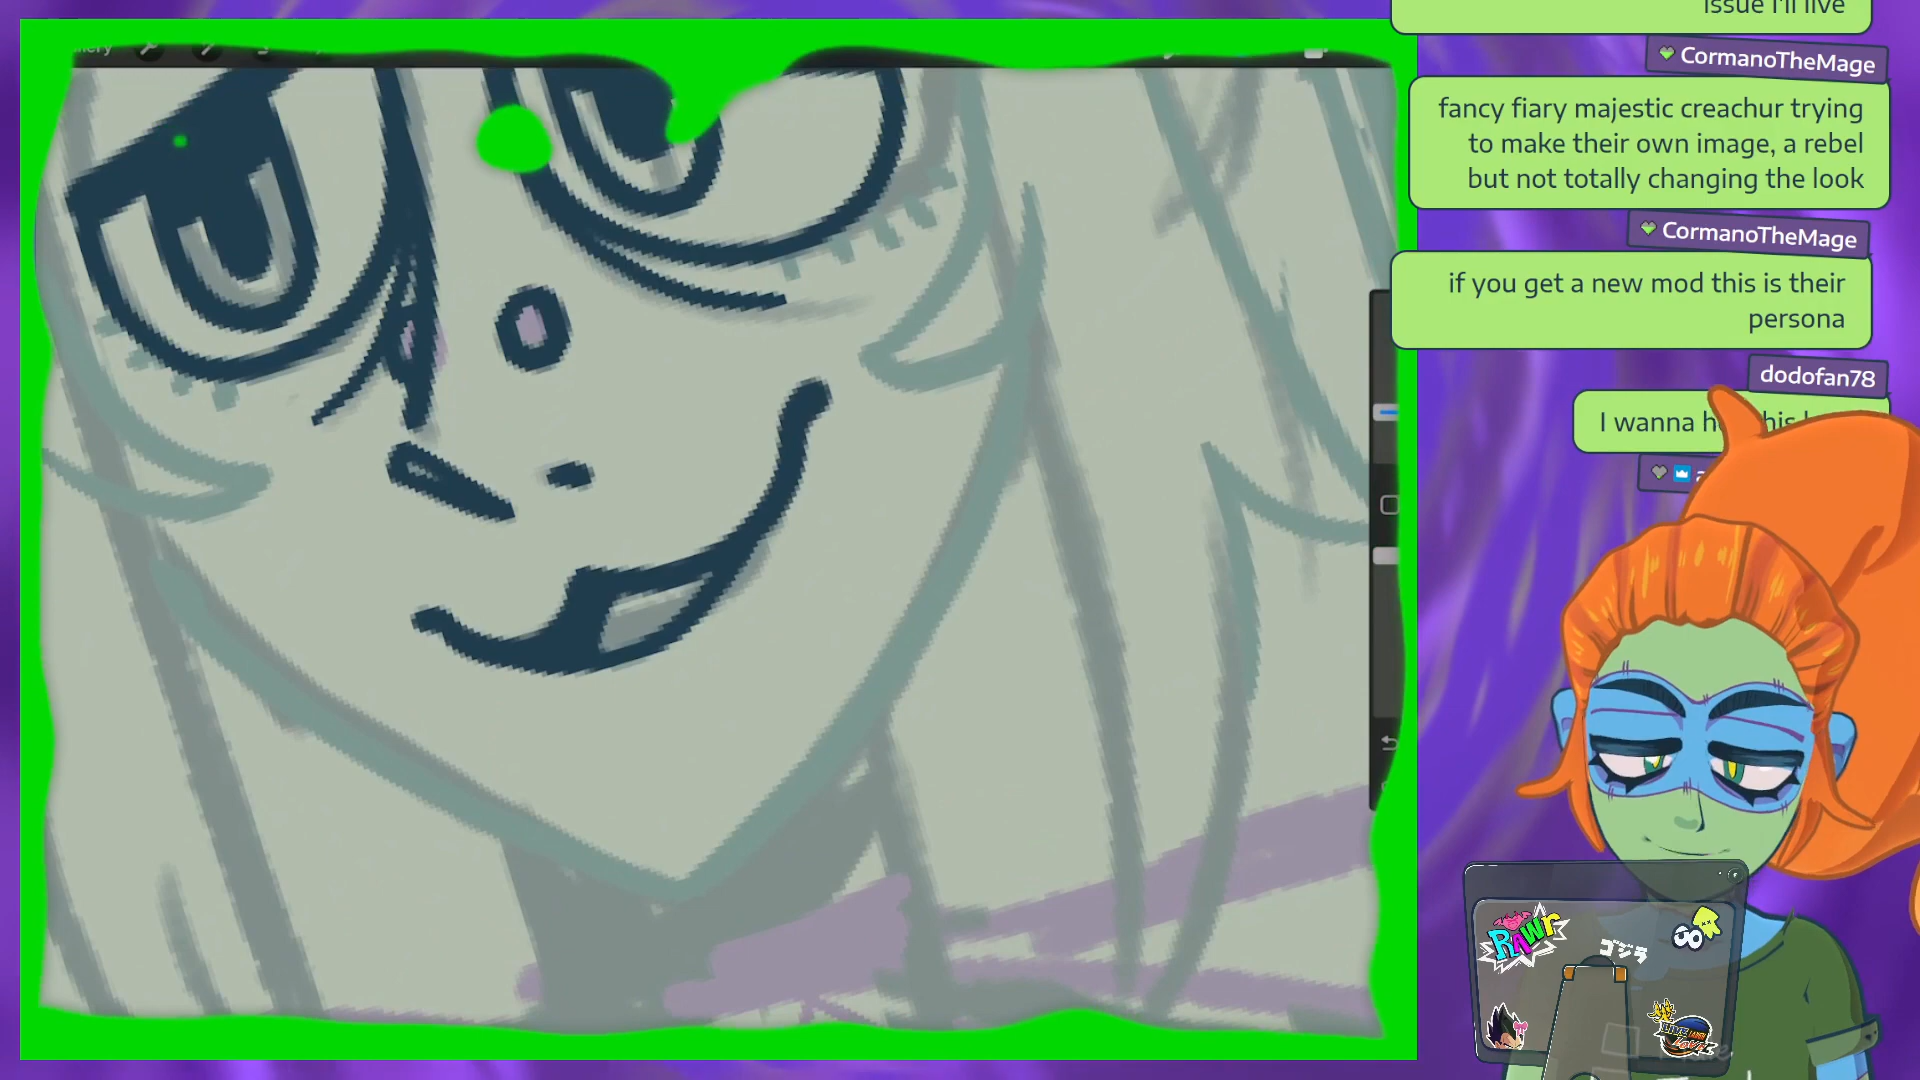 issue I'll live
CormanoTheMage
fancy fiary majestic creachur trying
to make their own image, a rebel
but not totally changing the look
CormanoTheMage
if you get a new mod this is their
persona
dodofan78
I wanna
RAWr
ゴジラ